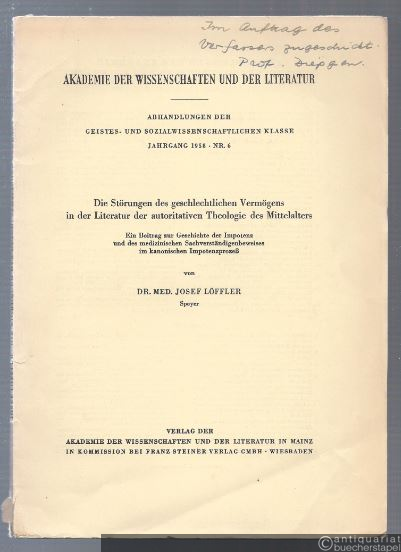 Im Auftrag des
Verfassers zugeschickt.
Prof. Diepgen.
AKADEMIE DER WISSENSCHAFTEN UND DER LITERATUR
ABHANDLUNGEN DER
GEISTES- UND SOZIALWISSENSCHAFTLICHEN KLASSE
JAHRGANG 1958 · NR. 6
Die Störungen des geschlechtlichen Vermögens
in der Literatur der autoritativen Theologie des Mittelalters
Ein Beitrag zur Geschichte der Impotenz
und des medizinischen Sachverständigenbeweises
im kanonischen Impotenzprozeß
von
DR. MED. JOSEF LÖFFLER
Speyer
VERLAG DER
AKADEMIE DER WISSENSCHAFTEN UND DER LITERATUR IN MAINZ
IN KOMMISSION BEI FRANZ STEINER VERLAG GMBH · WIESBADEN
antiquariat
buecherstapel